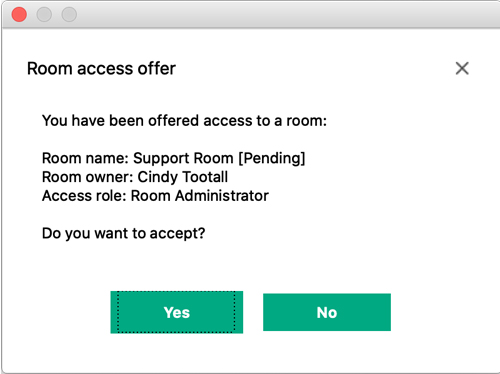 Room access offer
You have been offered access to a room:
Room name: Support Room [Pending]
Room owner: Cindy Tootall
Access role: Room Administrator
Do you want to accept?
Yes No